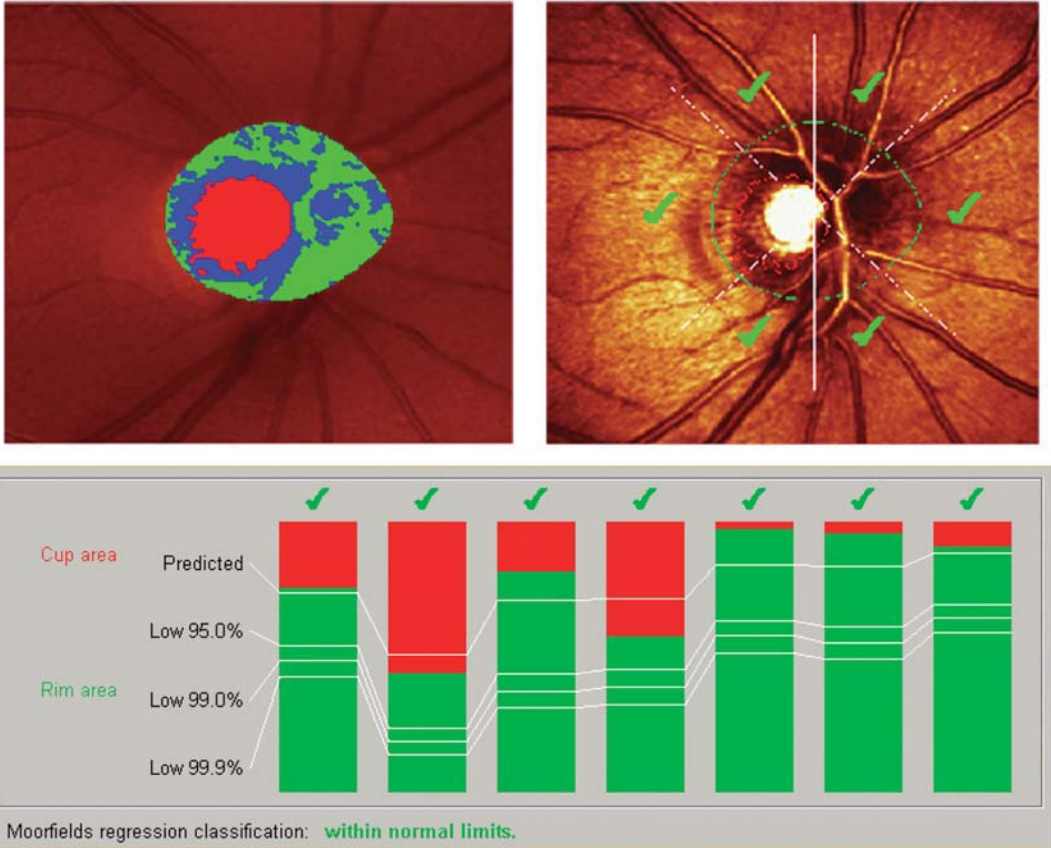 Cup area
Predicted
Low 95.0%
Rim area
Low 99.0%
Low 99.9%
Moorfields regression classification: within normal limits.